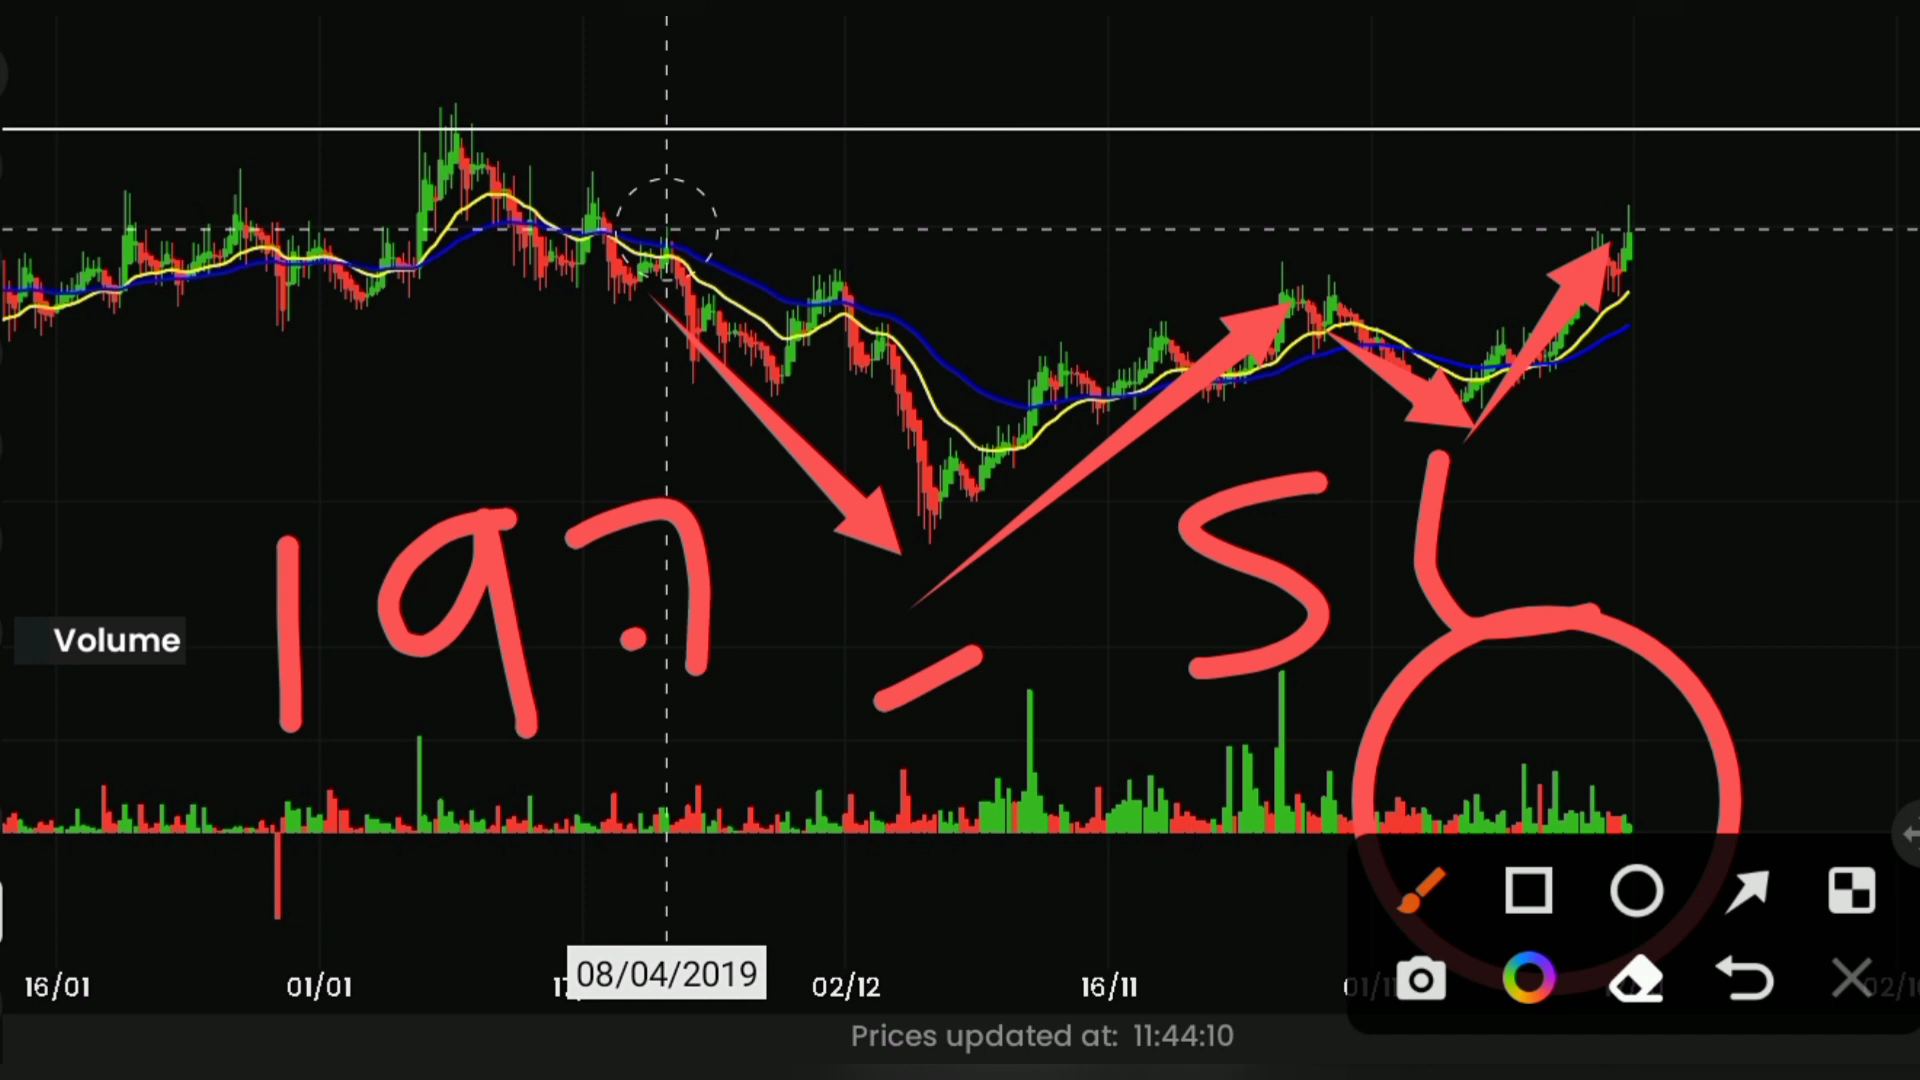 197. - 56
Volume
16/01 01/01 08/04/2019 02/12 16/11
Prices updated at: 11:44:10